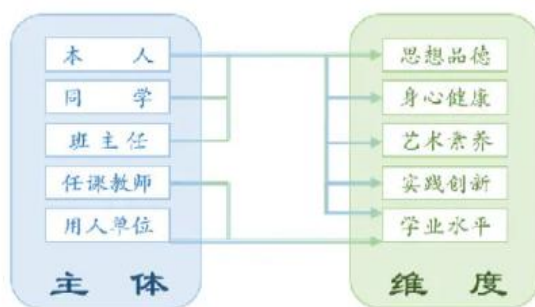 本 人
同 学
班主任
任课教师
用人单位
主 体
思想品德
身心健康
艺术素养
实践创新
学业水平
维 度